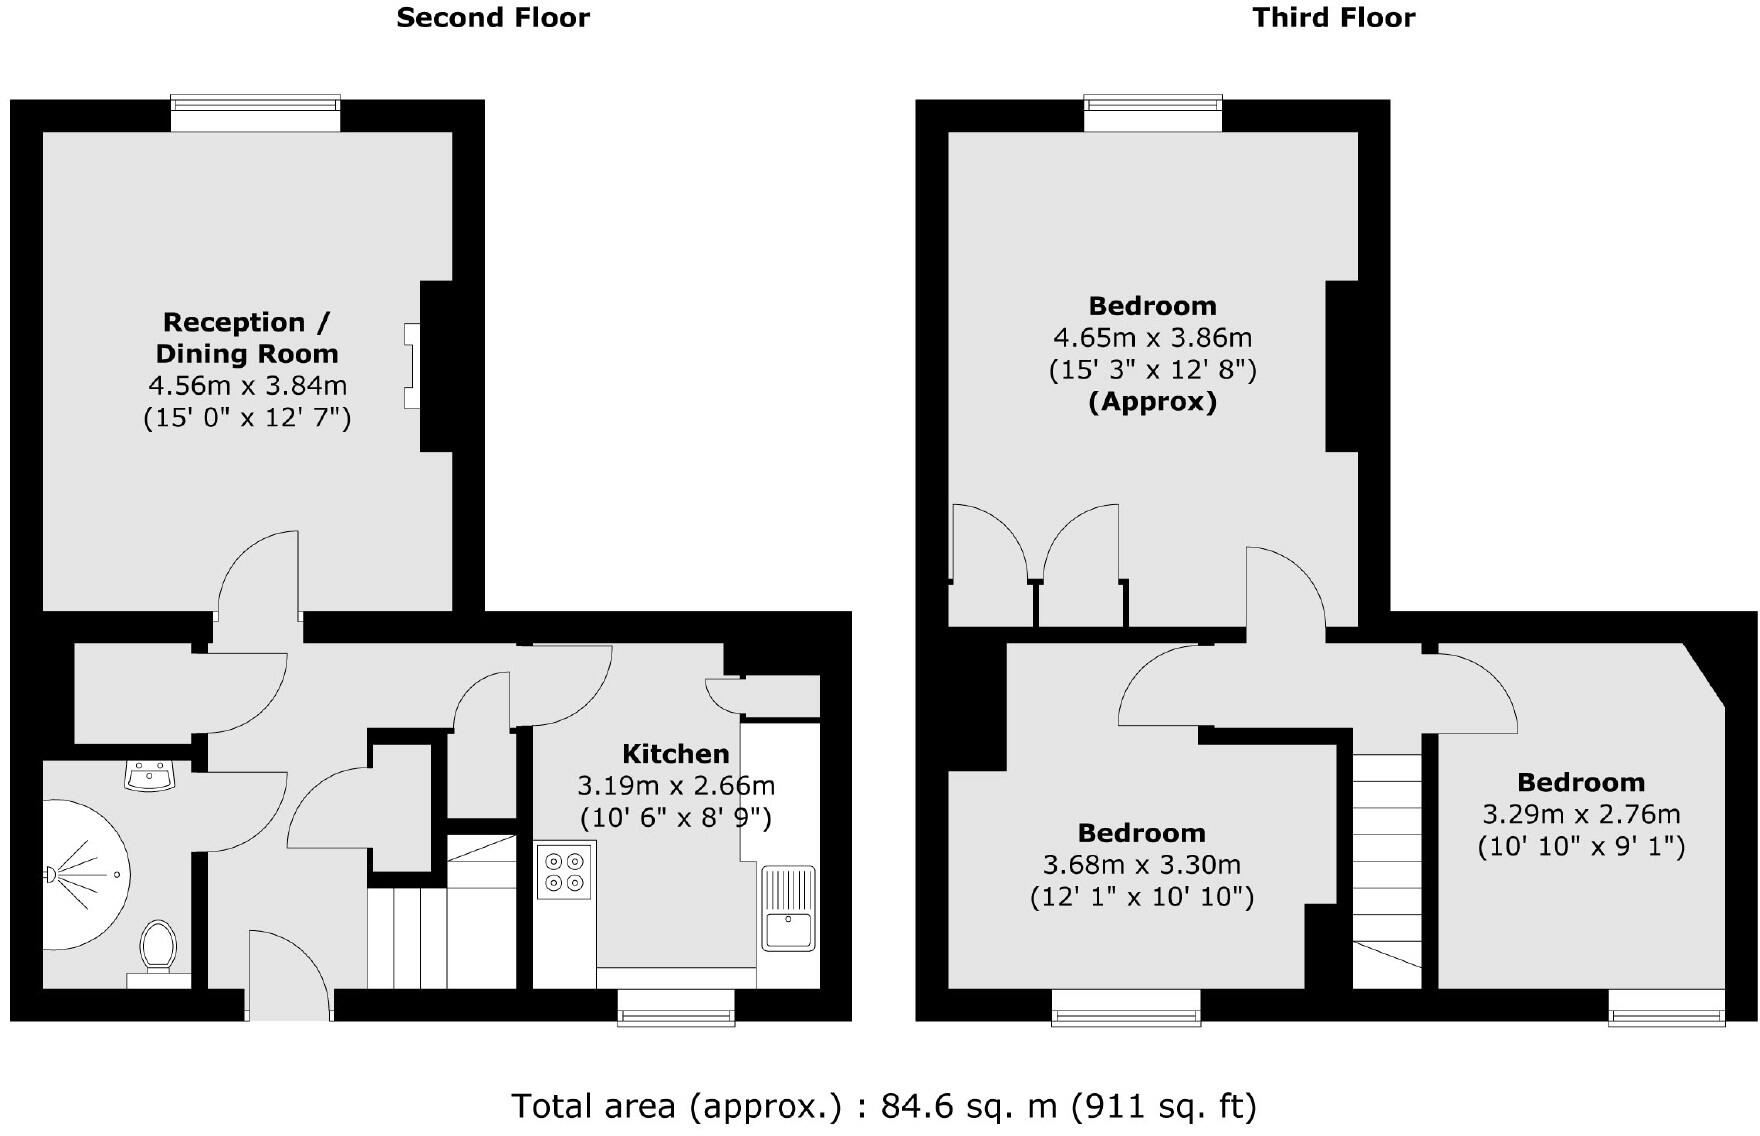 Second Floor
Third Floor
Reception /
Dining Room
4.56m x 3.84m
(15' 0" x 12' 7")
Kitchen
3.19m x 2.66m
(10' 6" x 8' 9")
Bedroom
4.65m x 3.86m
(15' 3" x 12' 8")
(Approx)
Bedroom
3.68m x 3.30m
(12' 1" x 10' 10")
Bedroom
3.29m x 2.76m
(10' 10" x 9' 1")
Total area (approx.) : 84.6 sq. m (911 sq. ft)